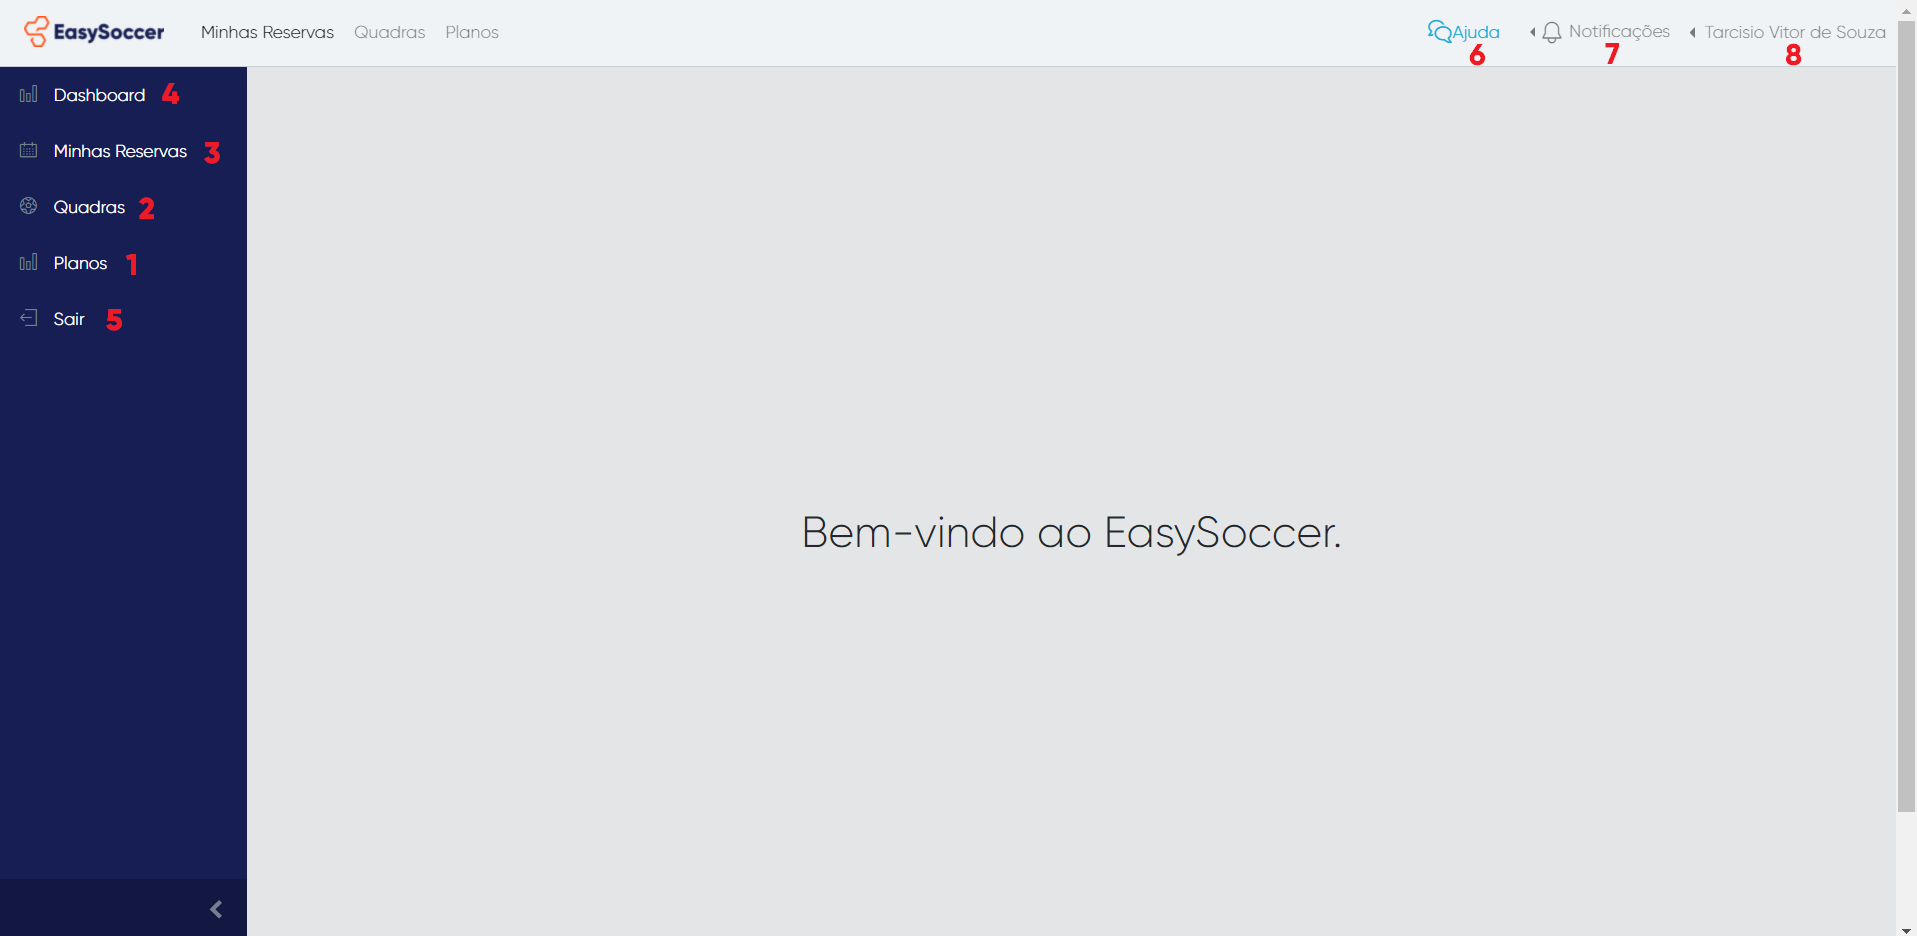 EasySoccer Minhas Reservas Quadras Planos Ajuda Notificações Tarcisio Vitor de Souza
6 7 8
Dashboard 4
Minhas Reservas 3
Quadras 2
Planos 1
Sair 5
Bem-vindo ao EasySoccer.